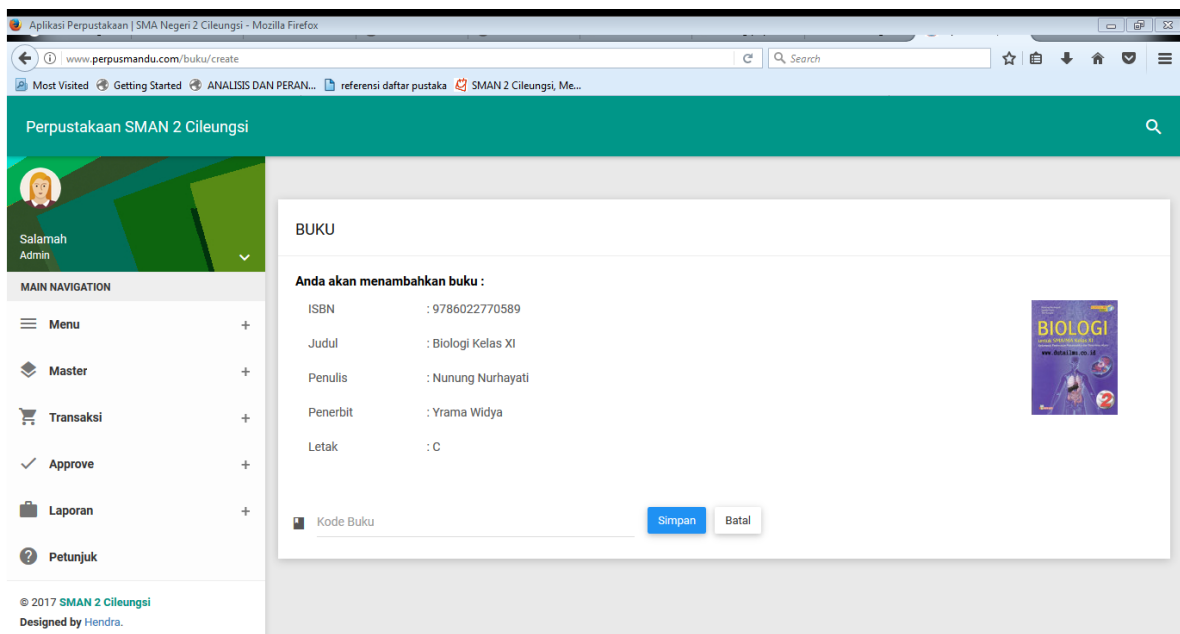 Aplikasi Perpustakaan | SMA Negeri 2 Cileungsi - Mozilla Firefox
www.perpusmandu.com/buku/create
Search
Most Visited Getting Started ANALISIS DAN PERAN... referensi daftar pustaka SMAN 2 Cileungsi, Me...
Perpustakaan SMAN 2 Cileungsi
Salamah
Admin
MAIN NAVIGATION
Menu +
Master +
Transaksi +
Approve +
Laporan +
Petunjuk
© 2017 SMAN 2 Cileungsi
Designed by Hendra.
BUKU
Anda akan menambahkan buku :
ISBN : 9786022770589
Judul : Biologi Kelas XI
Penulis : Nunung Nurhayati
Penerbit : Yrama Widya
Letak : C
BIOLOGI
2
Kode Buku
Simpan Batal